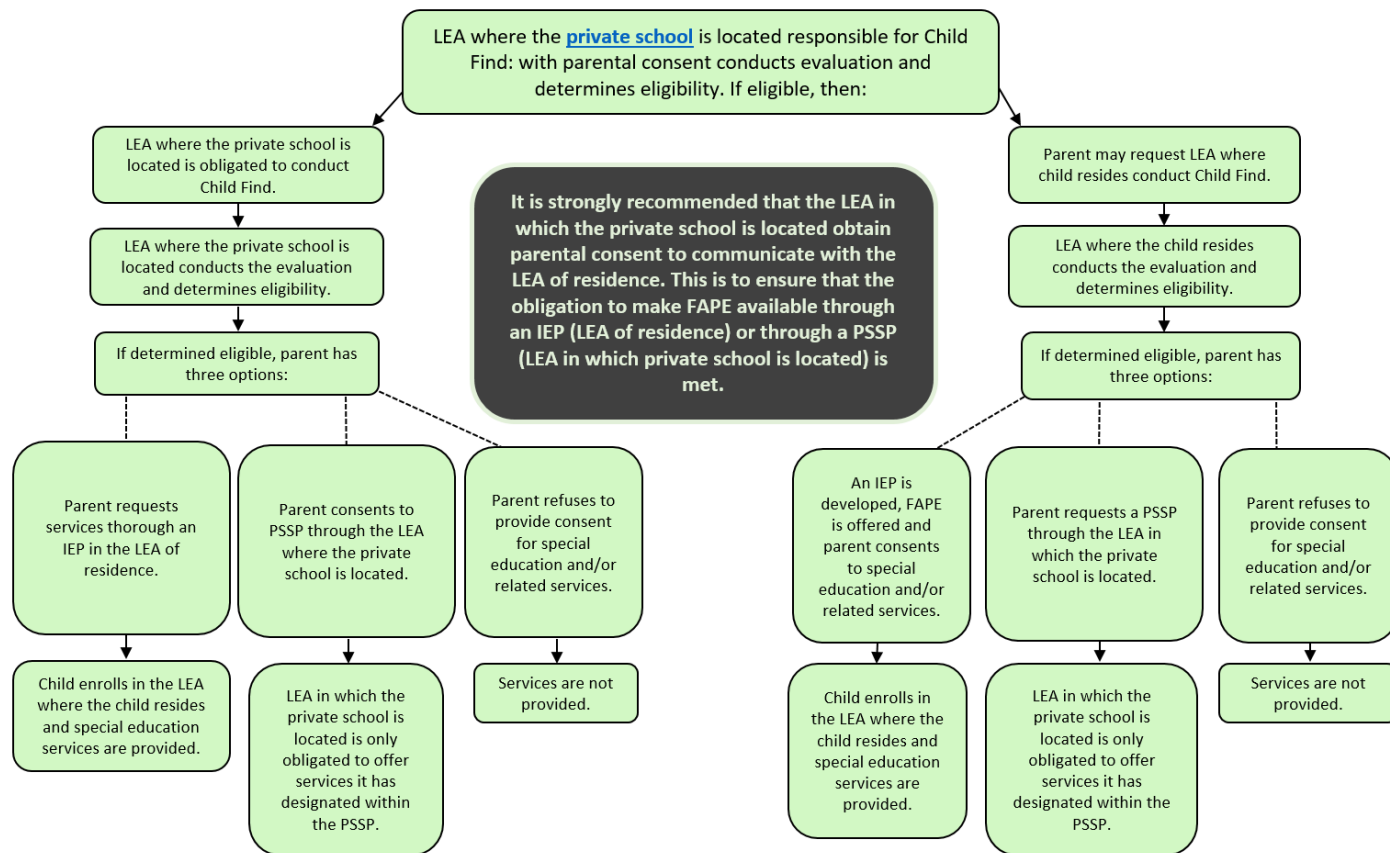 LEA where the private school is located responsible for Child
Find: with parental consent conducts evaluation and
determines eligibility. If eligible, then:
LEA where the private school is
located is obligated to conduct
Child Find.
LEA where the private school is
located conducts the evaluation
and determines eligibility.
If determined eligible, parent has
three options:
Parent requests
services thorough an
IEP in the LEA of
residence.
Child enrolls in the LEA
where the child resides
and special education
services are provided.
Parent consents to
PSSP through the LEA
where the private
school is located.
LEA in which the
private school is
located is only
obligated to offer
services it has
designated within
the PSSP.
Parent refuses to
provide consent
for special
education and/or
related services.
Services are not
provided.
It is strongly recommended that the LEA in
which the private school is located obtain
parental consent to communicate with the
LEA of residence. This is to ensure that the
obligation to make FAPE available through
an IEP (LEA of residence) or through a PSSP
(LEA in which private school is located) is
met.
Parent may request LEA where
child resides conduct Child Find.
LEA where the child resides
conducts the evaluation and
determines eligibility.
If determined eligible, parent has
three options:
An IEP is
developed, FAPE
is offered and
parent consents
to special
education and/or
related services.
Child enrolls in
the LEA where the
child resides and
special education
services are
provided.
Parent requests a PSSP
through the LEA in
which the private
school is located.
LEA in which the
private school is
located is only
obligated to offer
services it has
designated within the
PSSP.
Parent refuses to
provide consent
for special
education and/or
related services.
Services are not
provided.